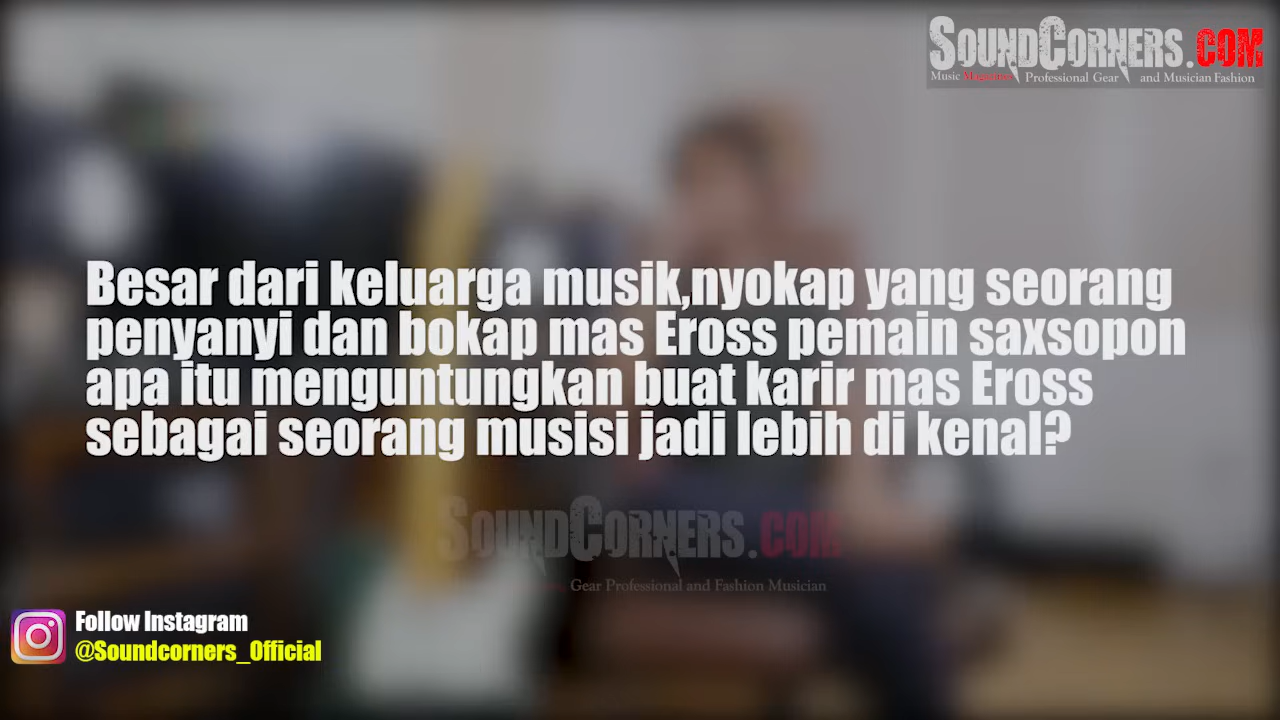 SOUNDCORNERS.COM
Music Magazines Professional Gear and Musician Fashion
Besar dari keluarga musik,nyokap yang seorang
penyanyi dan bokap mas Eross pemain saxsopon
apa itu menguntungkan buat karir mas Eross
sebagai seorang musisi jadi lebih di kenal?
SOUNDCORNERS.COM
Gear Professional and Fashion Musician
Follow Instagram
@Soundcorners_Official